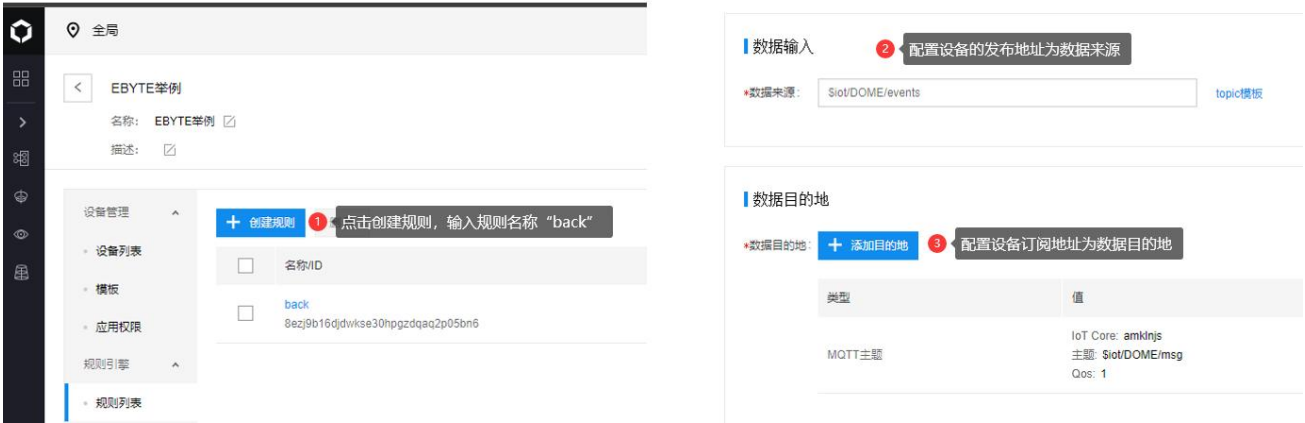 全局
EBYTE举例
名称: EBYTE举例
描述:
设备管理
设备列表
模板
应用权限
规则引擎
规则列表
+ 创建规则
1 点击创建规则，输入规则名称“back”
名称/ID
back
8ezj9b16djdwkse30hpgzdqaq2p05bn6
数据输入
2 配置设备的发布地址为数据来源
*数据来源: $iot/DOME/events topic模板
数据目的地
*数据目的地: + 添加目的地
3 配置设备订阅地址为数据目的地
类型 值
MQTT主题
IoT Core: amklnjs
主题: $iot/DOME/msg
Qos: 1